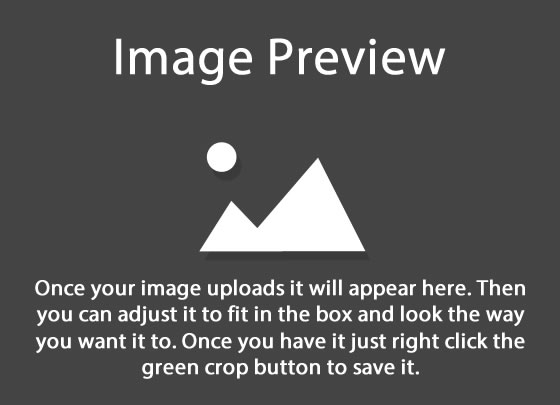 Image Preview
Once your image uploads it will appear here. Then
you can adjust it to fit in the box and look the way
you want it to. Once you have it just right click the
green crop button to save it.